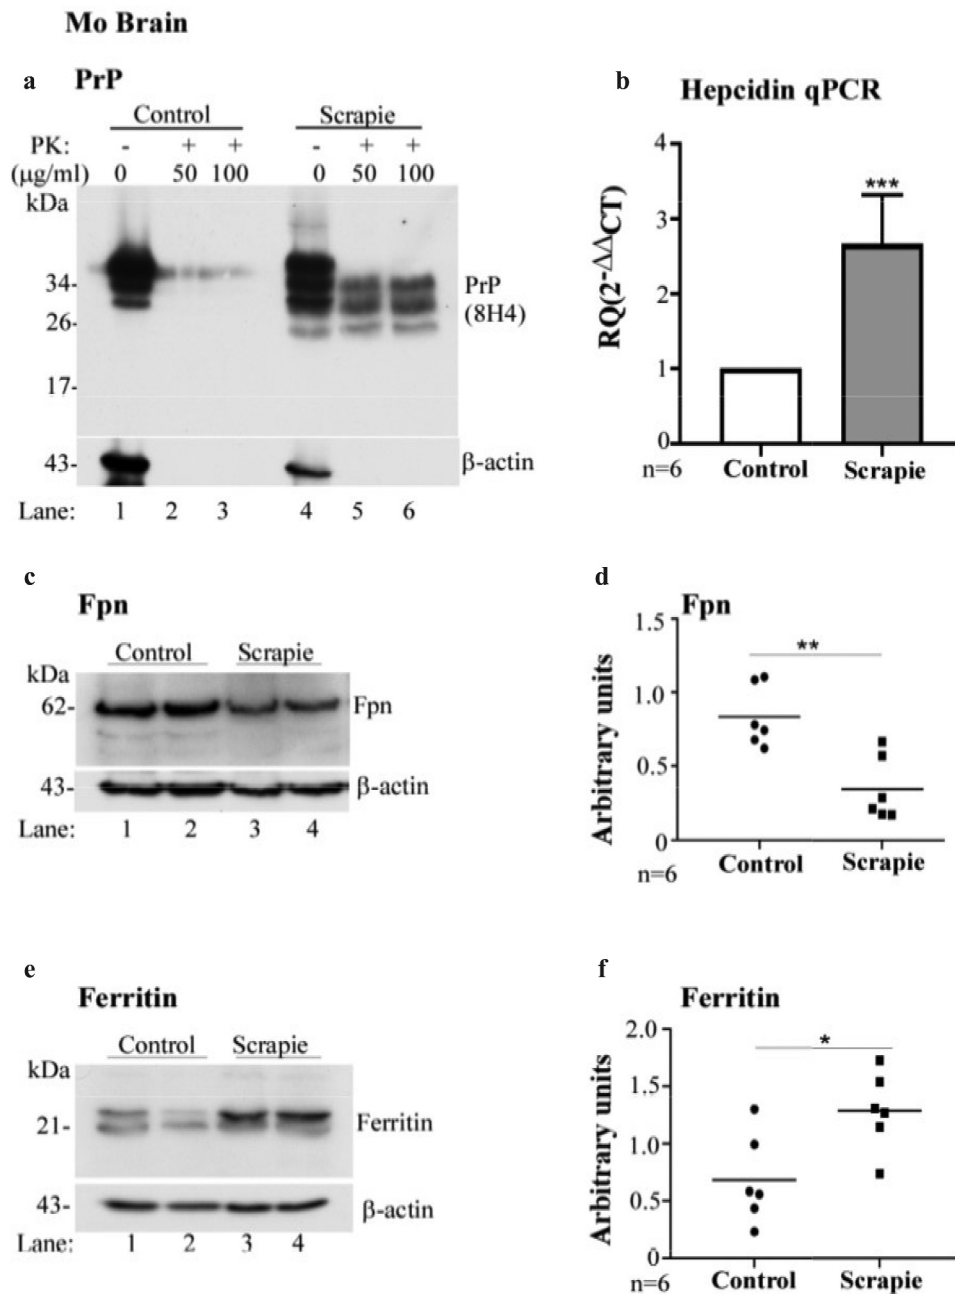 Mo Brain
a PrP
Control Scrapie
PK: - + + - + +
(μg/ml) 0 50 100 0 50 100
kDa
34-
26-
17-
PrP
(8H4)
43-
β-actin
Lane: 1 2 3 4 5 6
b Hepcidin qPCR
RQ(2-ΔΔCT)
4
3
2
1
0
***
n=6 Control Scrapie
c
Fpn
Control Scrapie
kDa
62- Fpn
43- β-actin
Lane: 1 2 3 4
d
Fpn
Arbitrary units
1.5
1.0
0.5
0
**
Control Scrapie
n=6
e
Ferritin
Control Scrapie
kDa
21- Ferritin
43- β-actin
Lane: 1 2 3 4
f
Ferritin
Arbitrary units
2.0
1.5
1.0
0.5
0
*
n=6 Control Scrapie